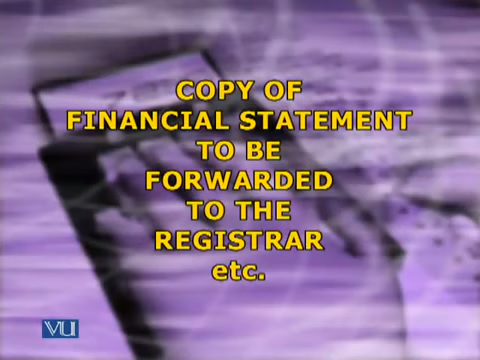 COPY OF
FINANCIAL STATEMENT
TO BE
FORWARDED
TO THE
REGISTRAR
etc.
VU